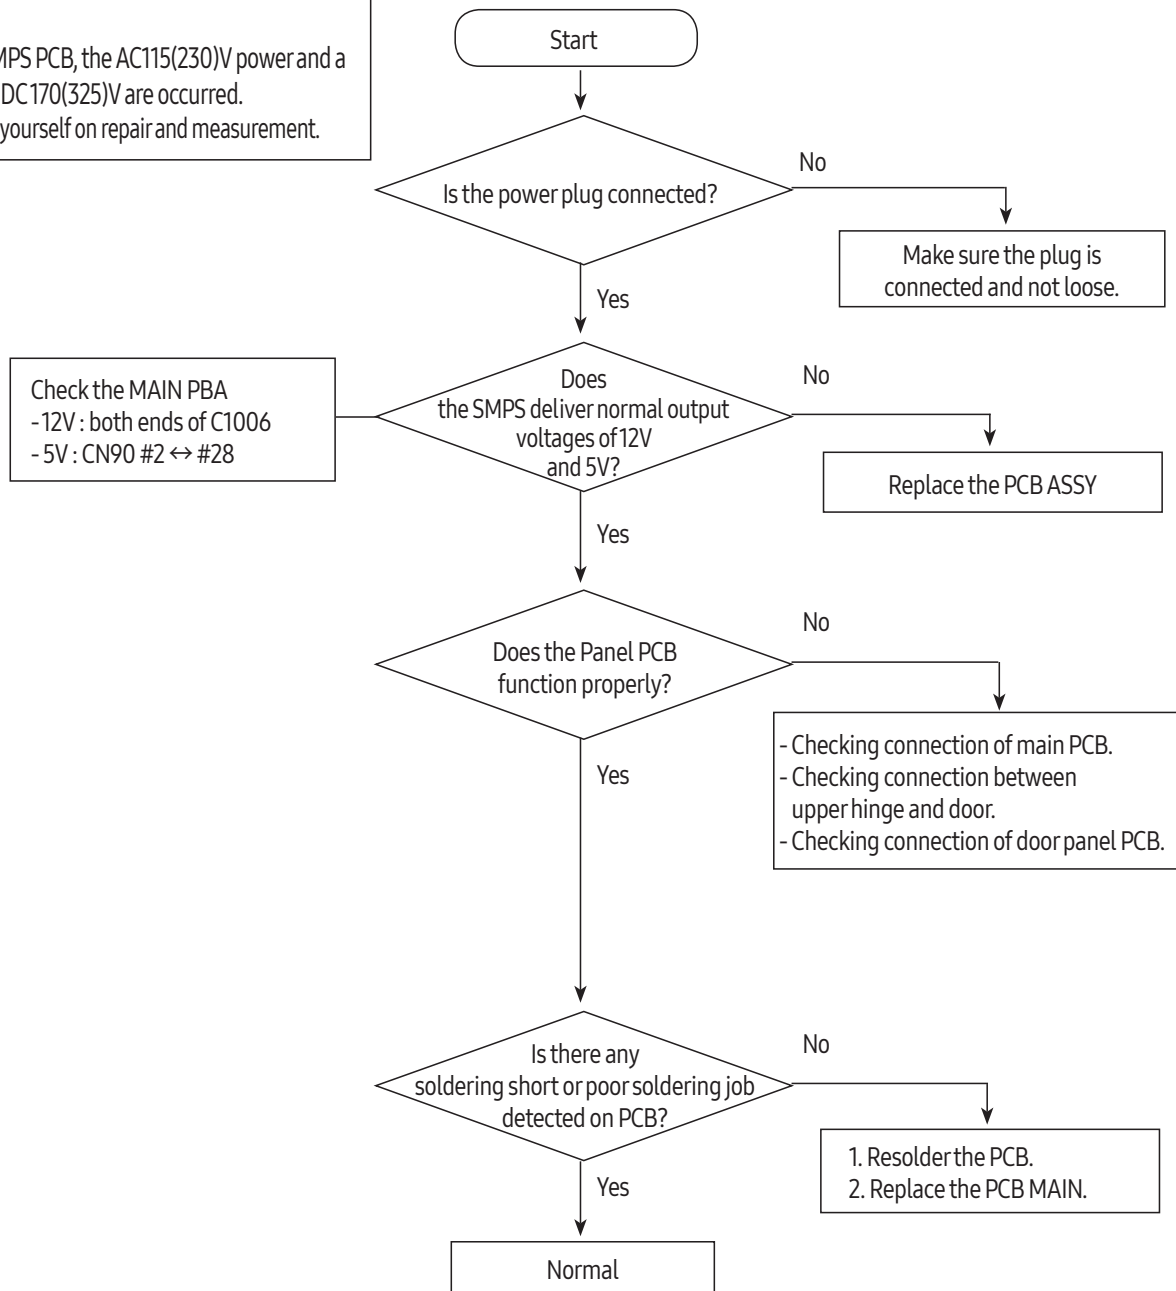 MPS PCB, the AC115(230)V power and a
DC170(325)V are occurred.
yourself on repair and measurement.
Start
Is the power plug connected?
No
Make sure the plug is
connected and not loose.
Yes
Check the MAIN PBA
- 12V : both ends of C1006
- 5V : CN90 #2 ↔ #28
Does
the SMPS deliver normal output
voltages of 12V
and 5V?
No
Replace the PCB ASSY
Yes
Does the Panel PCB
function properly?
No
- Checking connection of main PCB.
- Checking connection between
upper hinge and door.
- Checking connection of door panel PCB.
Yes
Is there any
soldering short or poor soldering job
detected on PCB?
No
1. Resolder the PCB.
2. Replace the PCB MAIN.
Yes
Normal